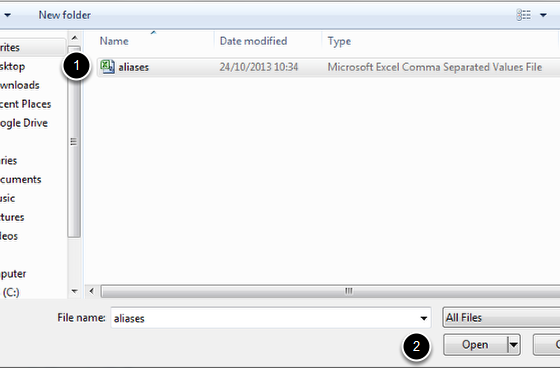 New folder
Name Date modified Type
rites
sktop
1 aliases 24/10/2013 10:34 Microsoft Excel Comma Separated Values File
wnloads
cent Places
ogle Drive
ries
cuments
usic
tures
deos
puter
(C:)
File name: aliases All Files
2 Open C